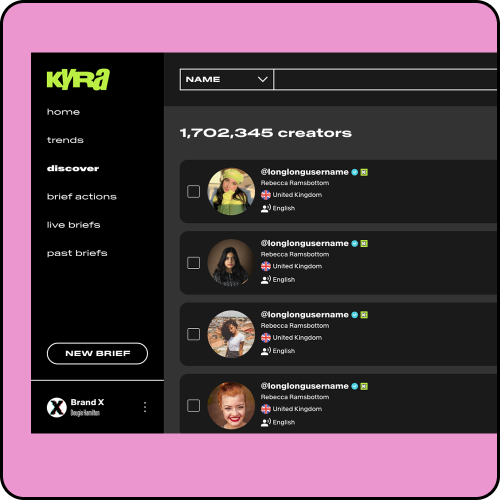 KYRA
home
trends
discover
brief actions
live briefs
past briefs
NEW BRIEF
Brand X
Dougie Hamilton
NAME
1,702,345 creators
@longlongusername
Rebecca Ramsbottom
United Kingdom
English
@longlongusername
Rebecca Ramsbottom
United Kingdom
English
@longlongusername
Rebecca Ramsbottom
United Kingdom
English
@longlongusername
Rebecca Ramsbottom
United Kingdom
English